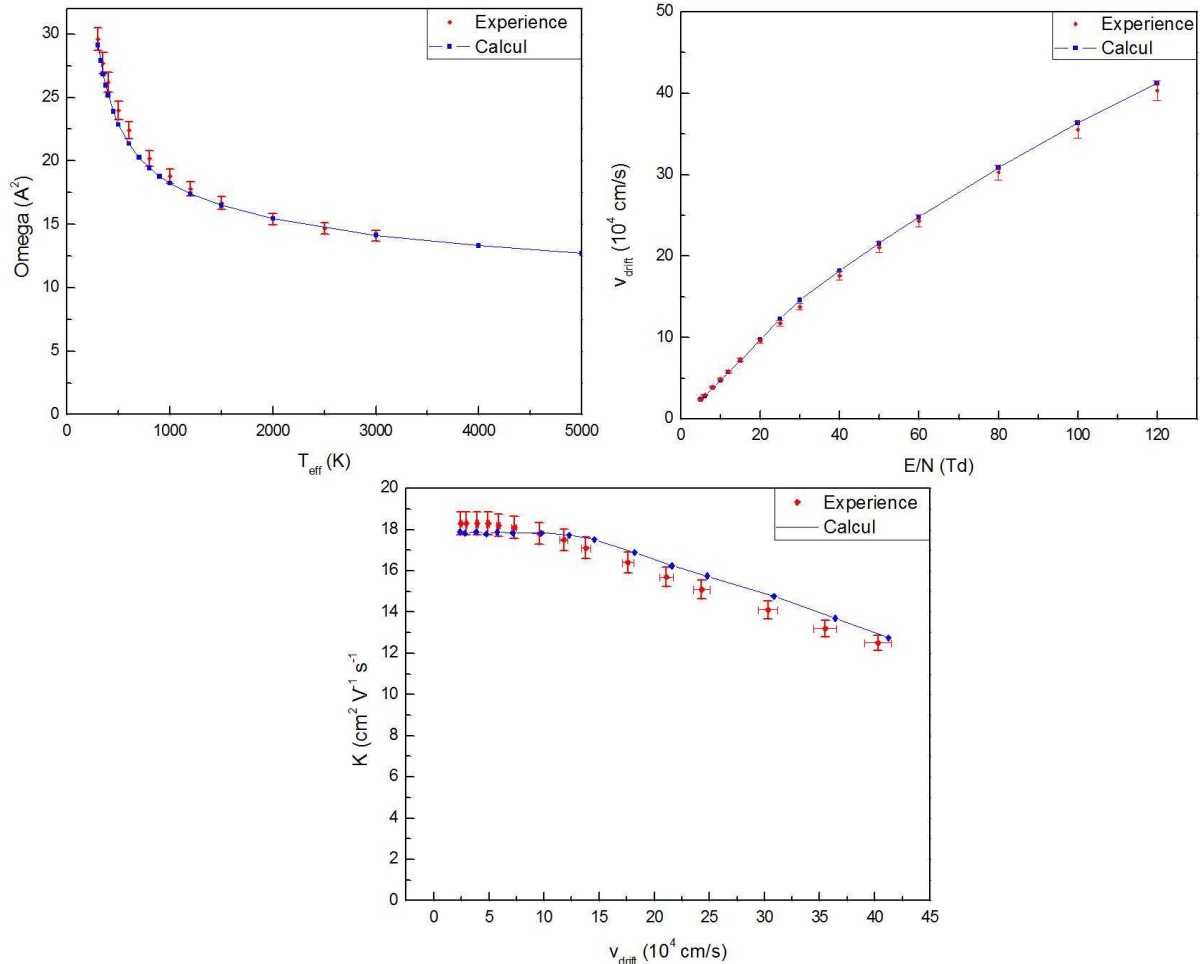 Experience
Calcul
30
25
20
15
10
5
0
0 1000 2000 3000 4000 5000
Omega (A²)
T_eff (K)
Experience
Calcul
50
40
30
20
10
0
0 20 40 60 80 100 120
v_drift (10⁴ cm/s)
E/N (Td)
Experience
Calcul
20
18
16
14
12
10
8
6
4
2
0
0 5 10 15 20 25 30 35 40 45
K (cm² V⁻¹ s⁻¹)
v_drift (10⁴ cm/s)